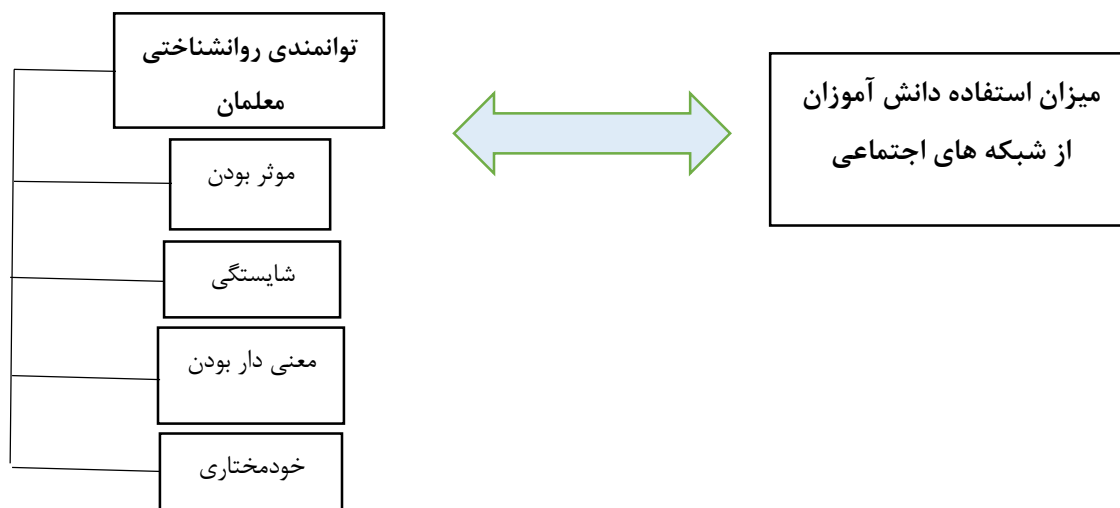 توانمندی روانشناختی
معلمان
میزان استفاده دانش آموزان
از شبکه های اجتماعی
موثر بودن
شایستگی
معنی دار بودن
خودمختاری